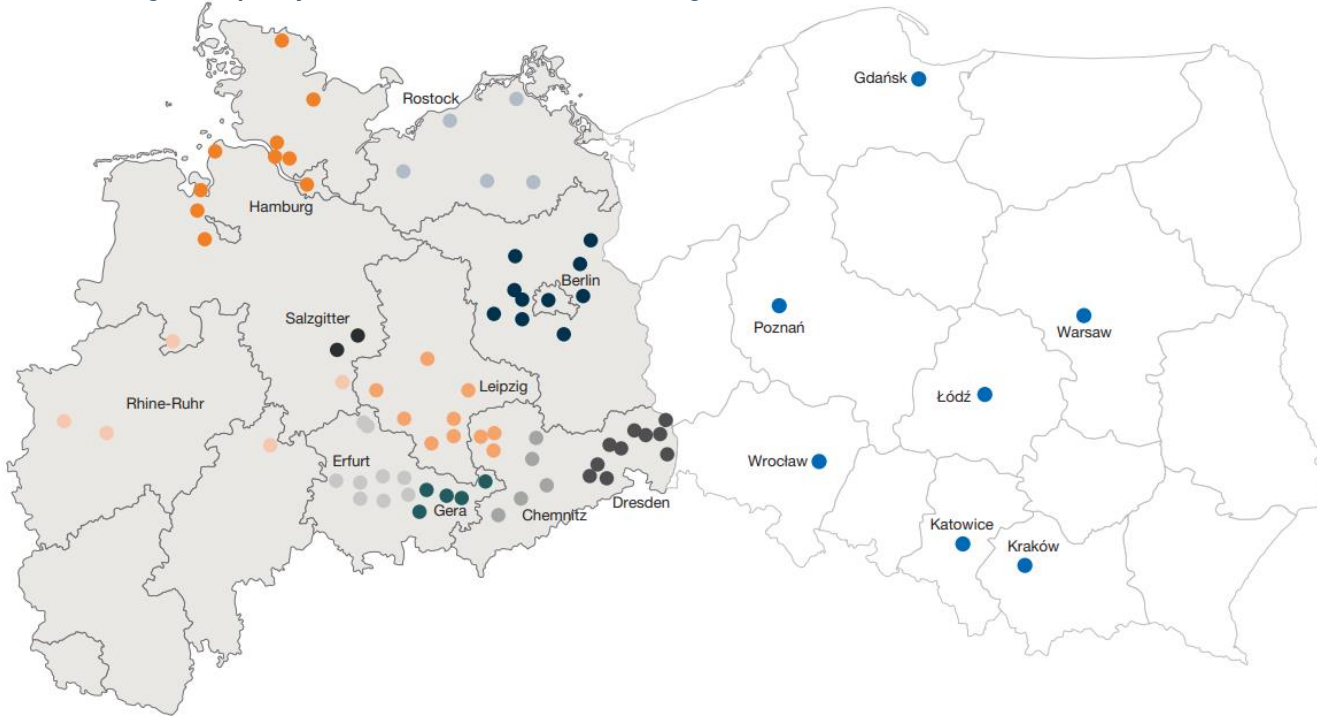 Gdańsk
Rostock
Hamburg
Berlin
Salzgitter
Poznań
Warsaw
Leipzig
Rhine-Ruhr
Łódź
Erfurt
Wrocław
Dresden
Gera
Chemnitz
Katowice
Kraków